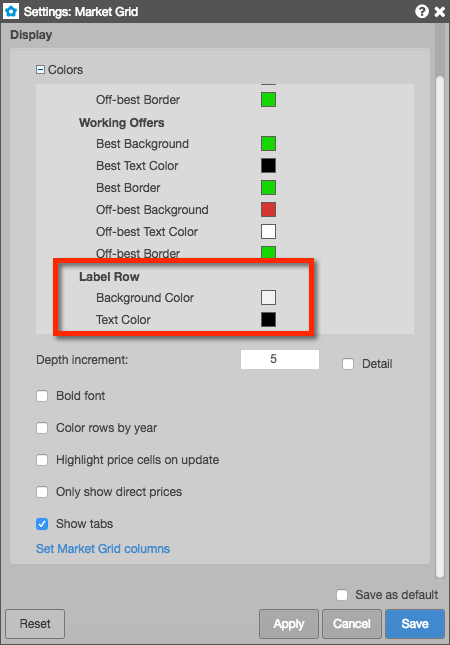 Settings: Market Grid
Display
Colors
Off-best Border
Working Offers
Best Background
Best Text Color
Best Border
Off-best Background
Off-best Text Color
Off-best Border
Label Row
Background Color
Text Color
Depth increment: 5 Detail
Bold font
Color rows by year
Highlight price cells on update
Only show direct prices
Show tabs
Set Market Grid columns
Save as default
Reset Apply Cancel Save